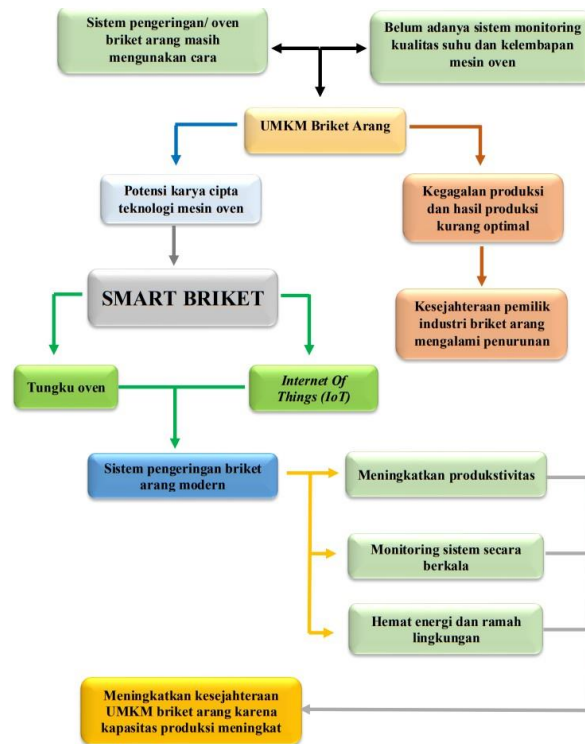 Sistem pengeringan/ oven
briket arang masih
mengunakan cara
Belum adanya sistem monitoring
kualitas suhu dan kelembapan
mesin oven
UMKM Briket Arang
Potensi karya cipta
teknologi mesin oven
Kegagalan produksi
dan hasil produksi
kurang optimal
SMART BRIKET
Kesejahteraan pemilik
industri briket arang
mengalami penurunan
Tungku oven
Internet Of
Things (IoT)
Sistem pengeringan briket
arang modern
Meningkatkan produkstivitas
Monitoring sistem secara
berkala
Hemat energi dan ramah
lingkungan
Meningkatkan kesejahteraan
UMKM briket arang karena
kapasitas produksi meningkat